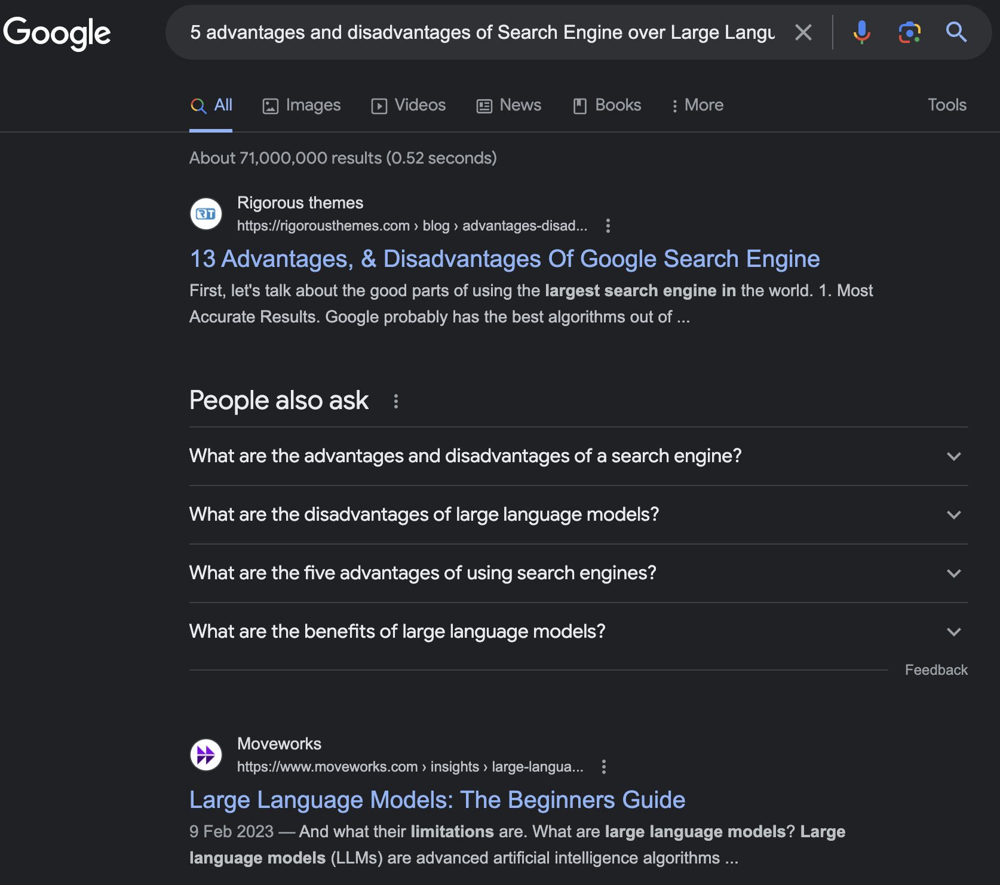 Google
5 advantages and disadvantages of Search Engine over Large Langu
All Images Videos News Books More Tools
About 71,000,000 results (0.52 seconds)
RT
Rigorous themes
https://rigorousthemes.com › blog › advantages-disad...
13 Advantages, & Disadvantages Of Google Search Engine
First, let's talk about the good parts of using the largest search engine in the world. 1. Most
Accurate Results. Google probably has the best algorithms out of ...
People also ask
What are the advantages and disadvantages of a search engine?
What are the disadvantages of large language models?
What are the five advantages of using search engines?
What are the benefits of large language models?
Feedback
Moveworks
https://www.moveworks.com › insights › large-langua...
Large Language Models: The Beginners Guide
9 Feb 2023 — And what their limitations are. What are large language models? Large
language models (LLMs) are advanced artificial intelligence algorithms ...